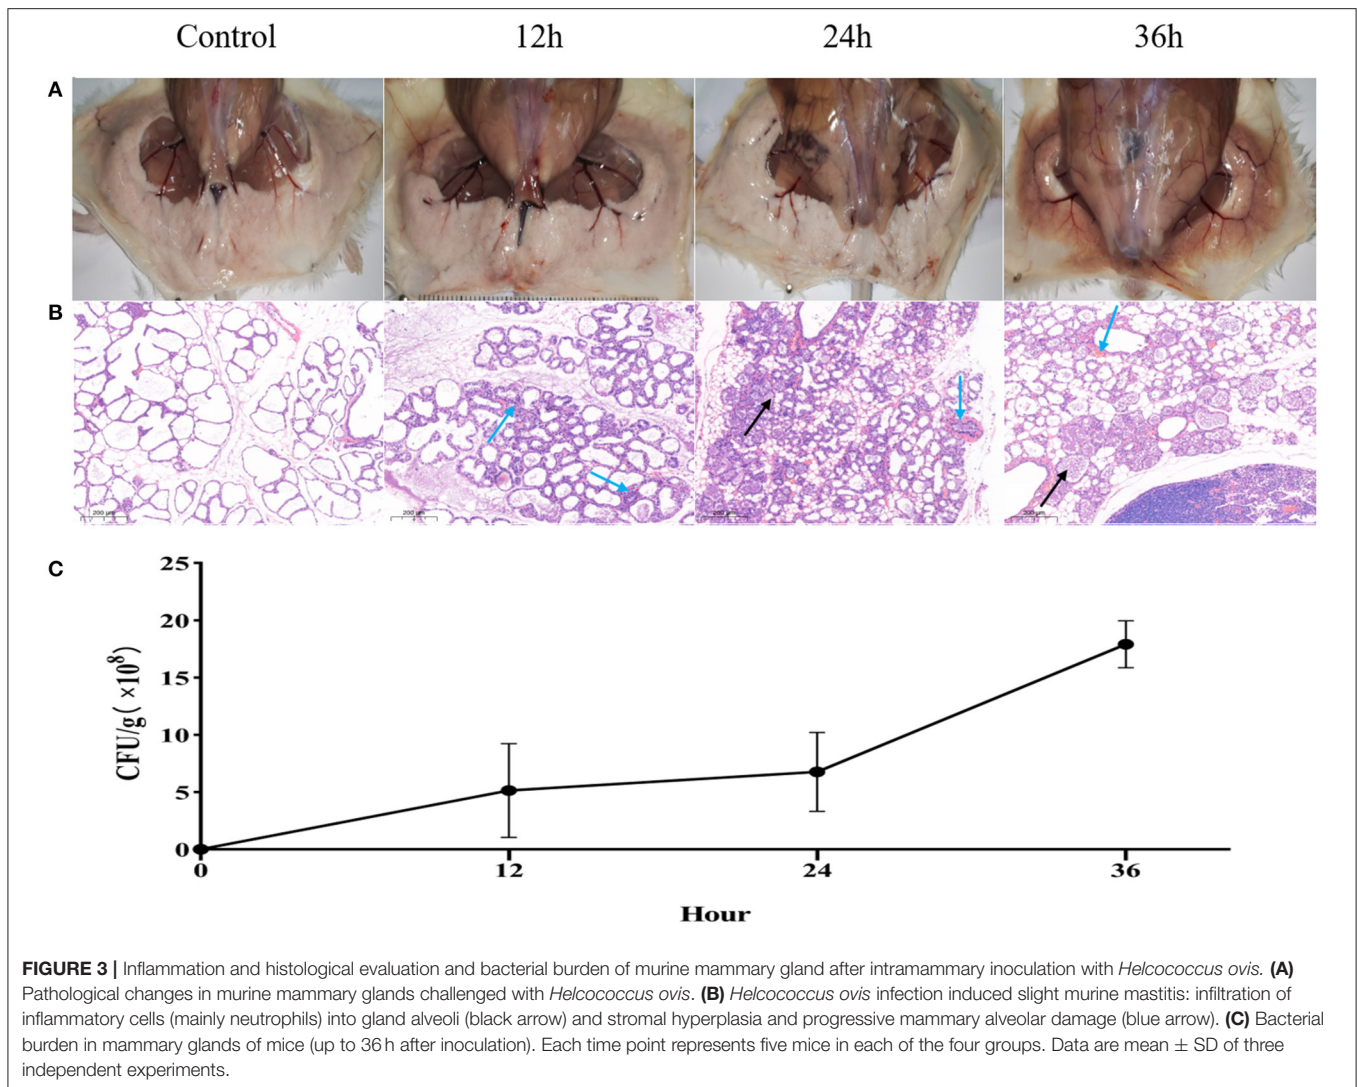 Control 12h 24h 36h
A
B
200 μm 200 μm 200 μm 200 μm
C
25
20
15
10
5
0
CFU/g( ×10⁸)
0 12 24 36
Hour
FIGURE 3 | Inflammation and histological evaluation and bacterial burden of murine mammary gland after intramammary inoculation with Helcococcus ovis. (A)
Pathological changes in murine mammary glands challenged with Helcococcus ovis. (B) Helcococcus ovis infection induced slight murine mastitis: infiltration of
inflammatory cells (mainly neutrophils) into gland alveoli (black arrow) and stromal hyperplasia and progressive mammary alveolar damage (blue arrow). (C) Bacterial
burden in mammary glands of mice (up to 36 h after inoculation). Each time point represents five mice in each of the four groups. Data are mean ± SD of three
independent experiments.